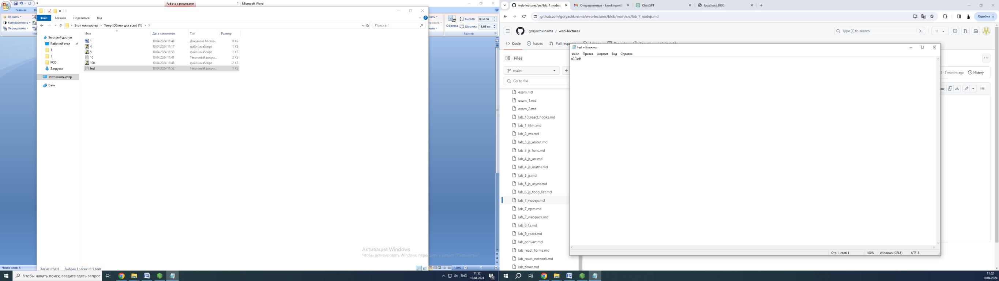 Работа с рисунками
1 - Microsoft Word
Главная
Яркость
Контрастность
Перекрасить
Высота:
8,64 см
Обрезка
Ширина:
15,69 см
Размер
1
Файл
Главная
Поделиться
Вид
Этот компьютер
Temp (Обмен для всех) (T:)
1
Поиск в: 1
Имя
Дата изменения
Тип
Размер
Быстрый доступ
Рабочий стол
1
3
FOD
Загрузки
Этот компьютер
Сеть
1 10.04.2024 11:48 Документ Micros... 0 КБ
4 10.04.2024 11:17 файл JavaScript 1 КБ
5 10.04.2024 11:50 файл JavaScript 1 КБ
10 10.04.2024 11:41 Текстовый докум... 2 КБ
100 10.04.2024 11:46 файл JavaScript 2 КБ
test 10.04.2024 11:52 Текстовый докум... 1 КБ
Активация Windows
Чтобы активировать Windows, перейдите в раздел "Параметры".
Элементов: 6
Выбран 1 элемент: 5 байт
Число слов: 5
120%
Чтобы начать поиск, введите здесь запрос
ENG
11:52
10.04.2024
4
web-lectures/src/lab_7_nodejs
Отправленные - kamkinpm@
ChatGPT
localhost:3000
github.com/goryachkinama/web-lectures/blob/main/src/lab_7_nodejs.md
Ошибка
goryachkinama / web-lectures
Type / to search
Code
Issues
Pull requests
Actions
Projects
Security
Insights
Files
main
Go to file
5 months ago
History
exam.md
exam_1.md
exam_2.md
lab_10_react_hooks.md
lab_1_html.md
lab_2_css.md
lab_3_js_about.md
lab_3_js_func.md
lab_4_js_arr.md
lab_4_js_maths.md
lab_5_js.md
lab_5_js_async.md
lab_6_js_todo_list.md
lab_7_nodejs.md
lab_7_npm.md
lab_7_webpack.md
lab_8_ts.md
lab_9_react.md
lab_convert.md
lab_react_forms.md
lab_react_network.md
lab_timer.md
test – Блокнот
Файл
Правка
Формат
Вид
Справка
olleH
Стр 1, стлб 1
100%
Windows (CRLF)
UTF-8
11:52
10.04.2024